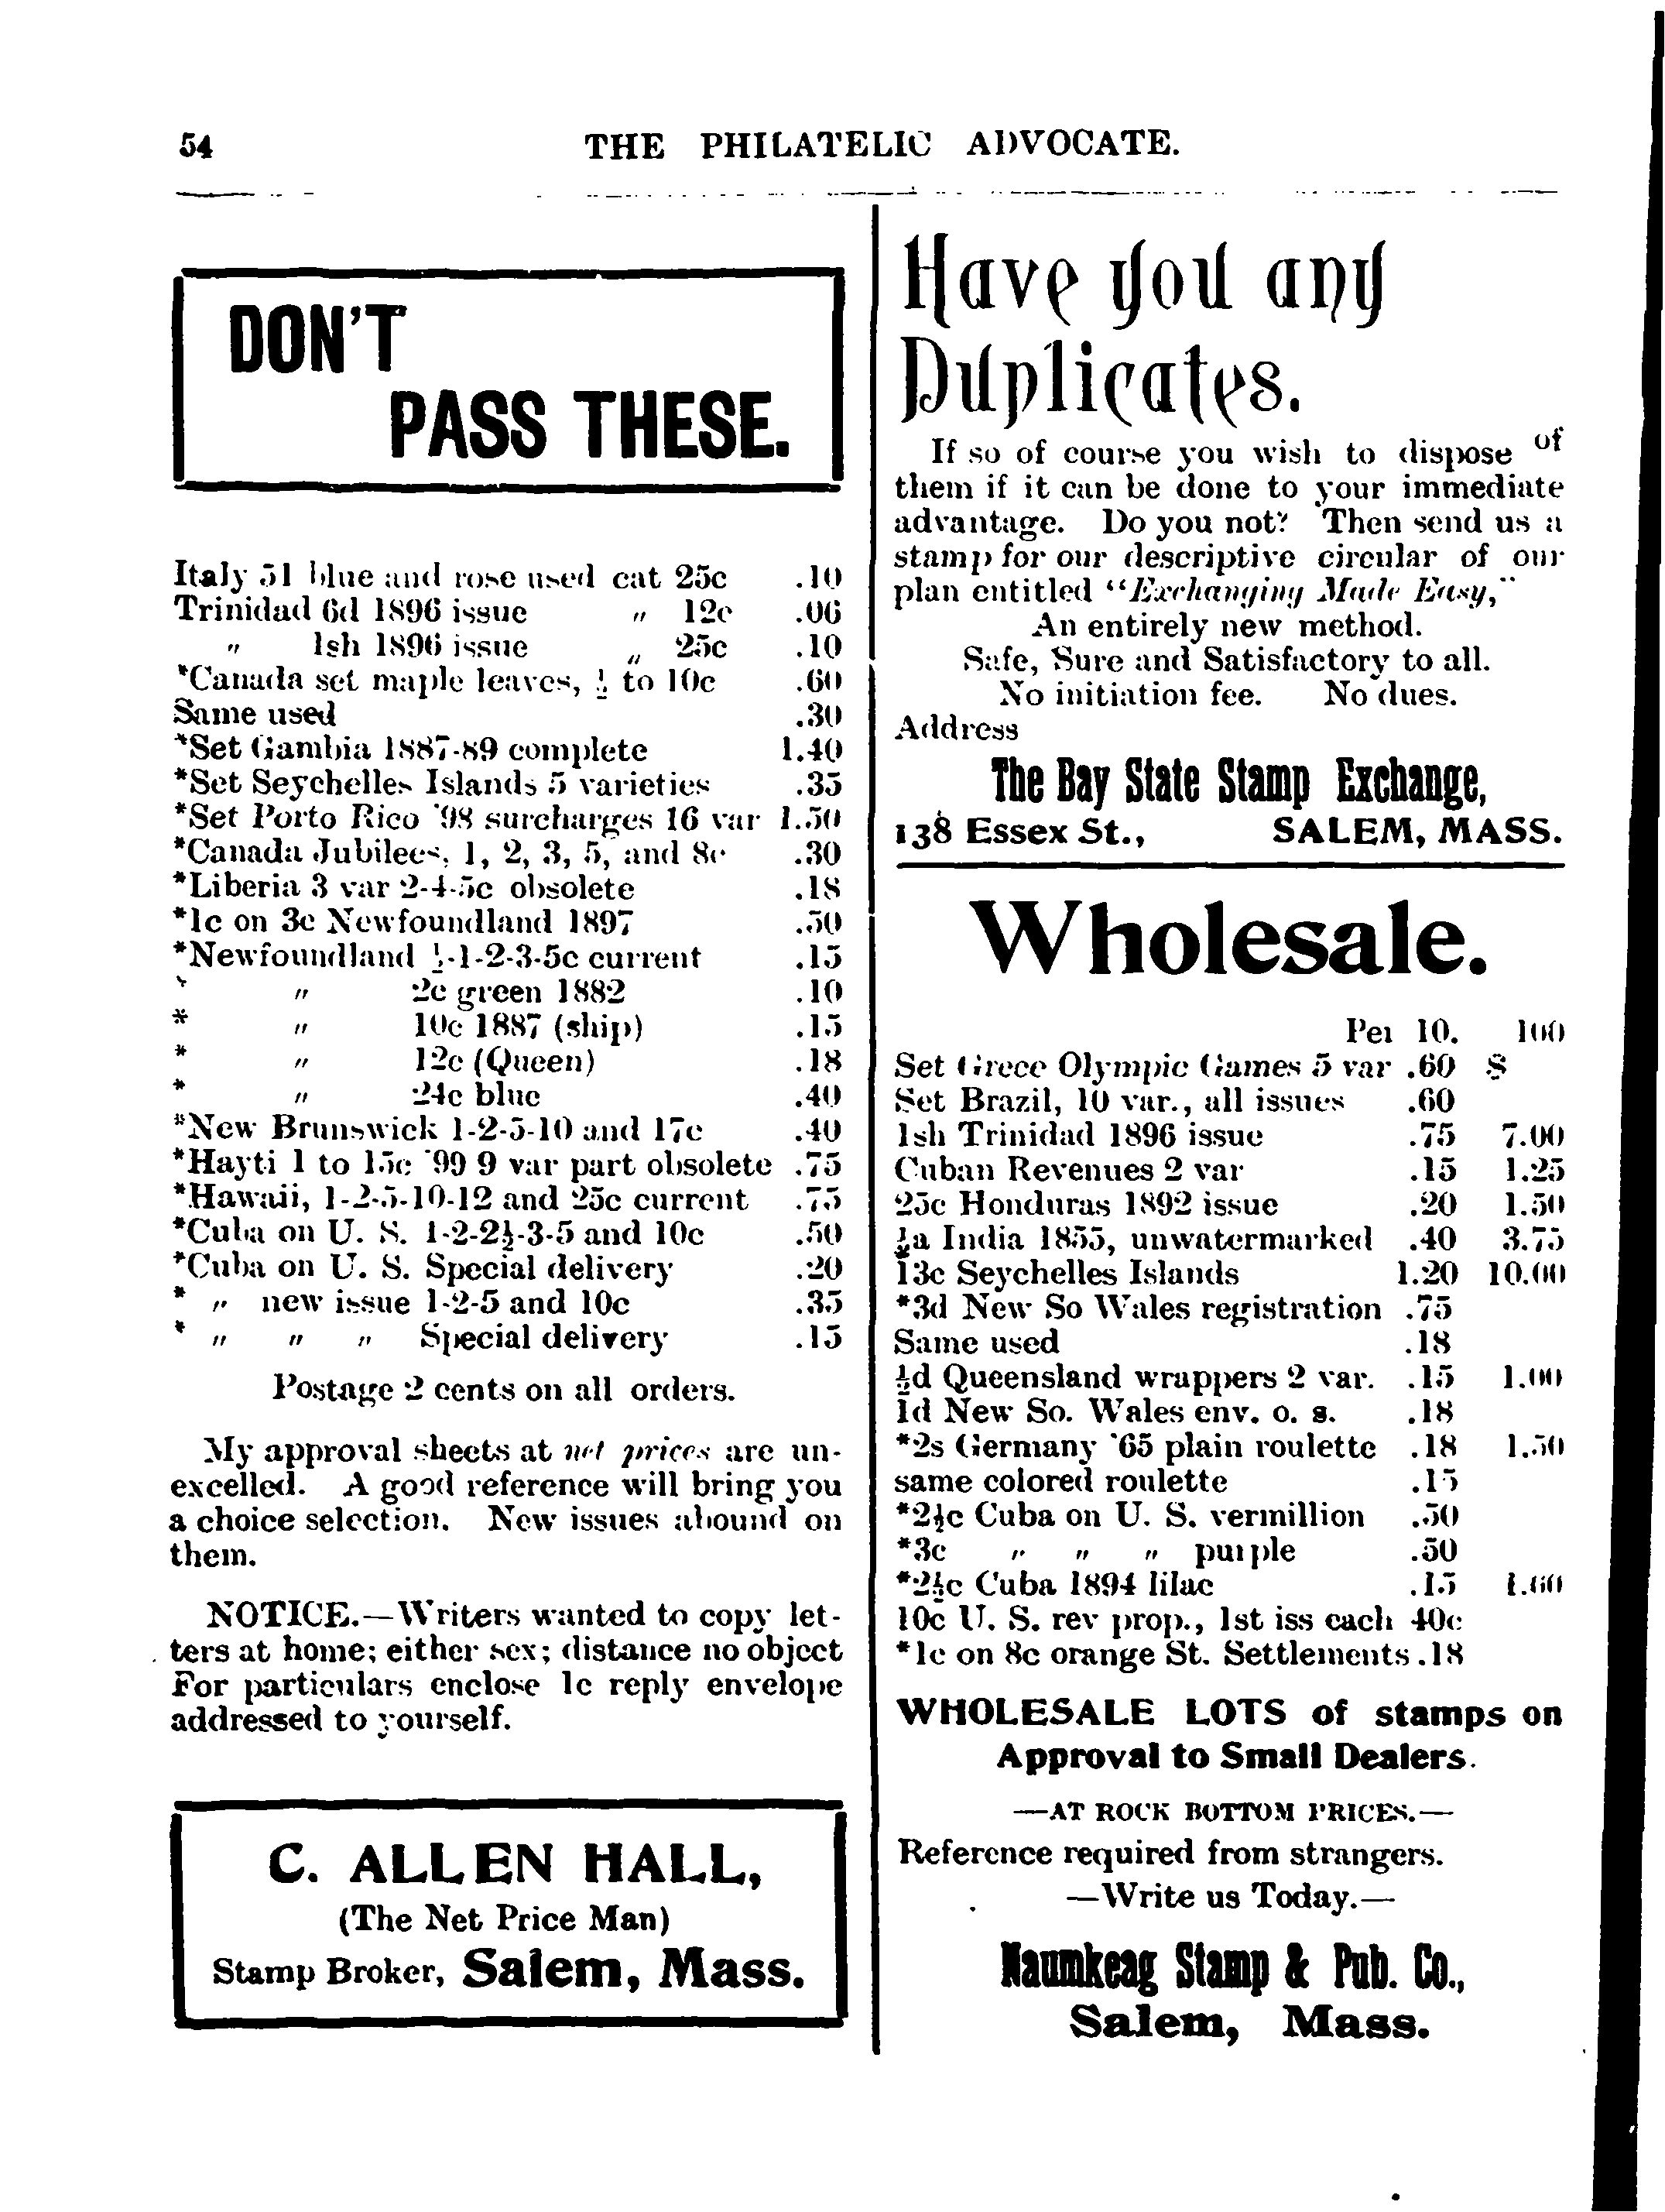 54 THE PHILATELIC ADVOCATE.
DON'T
PASS THESE.
Italy 51 blue and rose used cat 25c .10
Trinidad 6d 1896 issue " 12c .06
" 1sh 1896 issue " 25c .10
*Canada set maple leaves, ½ to 10c .60
Same used .30
*Set Gambia 1887-89 complete 1.40
*Set Seychelles Islands 5 varieties .35
*Set Porto Rico '98 surcharges 16 var 1.50
*Canada Jubilees, 1, 2, 3, 5, and 8c .30
*Liberia 3 var 2-4-5c obsolete .18
*1c on 3c Newfoundland 1897 .50
*Newfoundland ½-1-2-3-5c current .15
* " 2c green 1882 .10
* " 10c 1887 (ship) .15
* " 12c (Queen) .18
* " 24c blue .40
*New Brunswick 1-2-5-10 and 17c .40
*Hayti 1 to 15c '99 9 var part obsolete .75
*Hawaii, 1-2-5-10-12 and 25c current .75
*Cuba on U. S. 1-2-2½-3-5 and 10c .50
*Cuba on U. S. Special delivery .20
* " new issue 1-2-5 and 10c .35
* " " " Special delivery .15
Postage 2 cents on all orders.
My approval sheets at net prices are un-
excelled. A good reference will bring you
a choice selection. New issues abound on
them.
NOTICE.—Writers wanted to copy let-
ters at home; either sex; distance no object
For particulars enclose 1c reply envelope
addressed to yourself.
C. ALLEN HALL,
(The Net Price Man)
Stamp Broker, Salem, Mass.
Have you any
Duplicates.
If so of course you wish to dispose of
them if it can be done to your immediate
advantage. Do you not? Then send us a
stamp for our descriptive circular of our
plan entitled "Exchanging Made Easy,"
An entirely new method.
Safe, Sure and Satisfactory to all.
No initiation fee. No dues.
Address
The Bay State Stamp Exchange,
138 Essex St., SALEM, MASS.
Wholesale.
Per 10. 100
Set Grece Olympic Games 5 var .60 $
Set Brazil, 10 var., all issues .60
1sh Trinidad 1896 issue .75 7.00
Cuban Revenues 2 var .15 1.25
25c Honduras 1892 issue .20 1.50
½a India 1855, unwatermarked .40 3.75
13c Seychelles Islands 1.20 10.00
*3d New So Wales registration .75
Same used .18
½d Queensland wrappers 2 var. .15 1.00
1d New So. Wales env. o. s. .18
*2s Germany '65 plain roulette .18 1.50
same colored roulette .15
*2½c Cuba on U. S. vermillion .50
*3c " " " purple .50
*2½c Cuba 1894 lilac .15 1.60
10c U. S. rev prop., 1st iss each 40c
*1c on 8c orange St. Settlements .18
WHOLESALE LOTS of stamps on
Approval to Small Dealers.
—AT ROCK BOTTOM PRICES.—
Reference required from strangers.
—Write us Today.—
Naumkeag Stamp & Pub. Co.,
Salem, Mass.